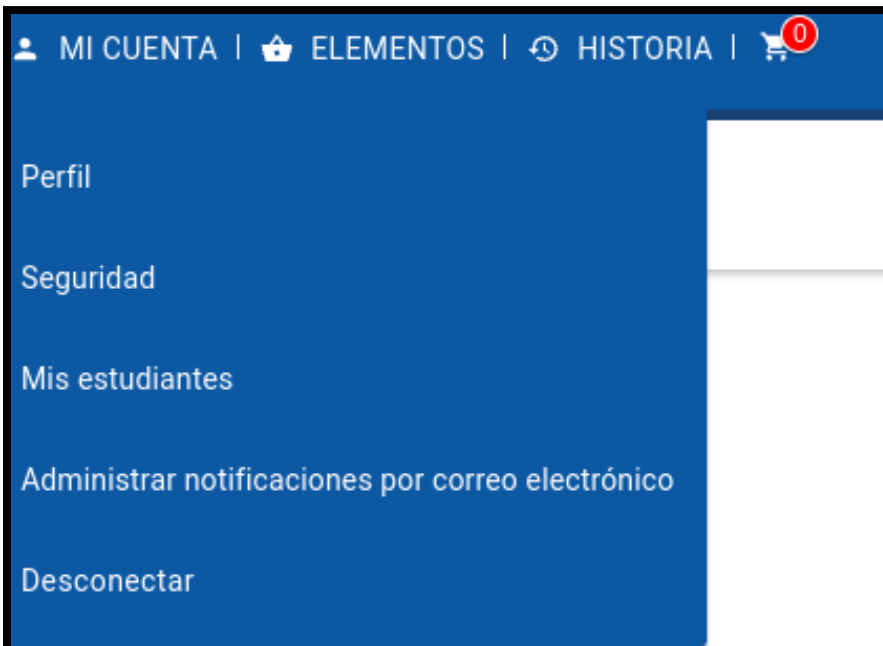 MI CUENTA | ELEMENTOS | HISTORIA | 0
Perfil
Seguridad
Mis estudiantes
Administrar notificaciones por correo electrónico
Desconectar